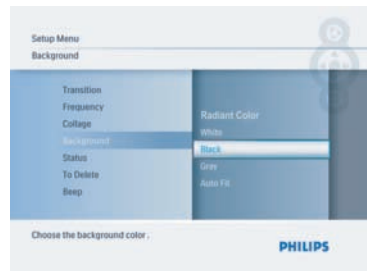 Setup Menu
Background
Transition
Frequency
Collage
Background
Status
To Delete
Beep
Radiant Color
White
Black
Gray
Auto Fit
Choose the background color.
PHILIPS